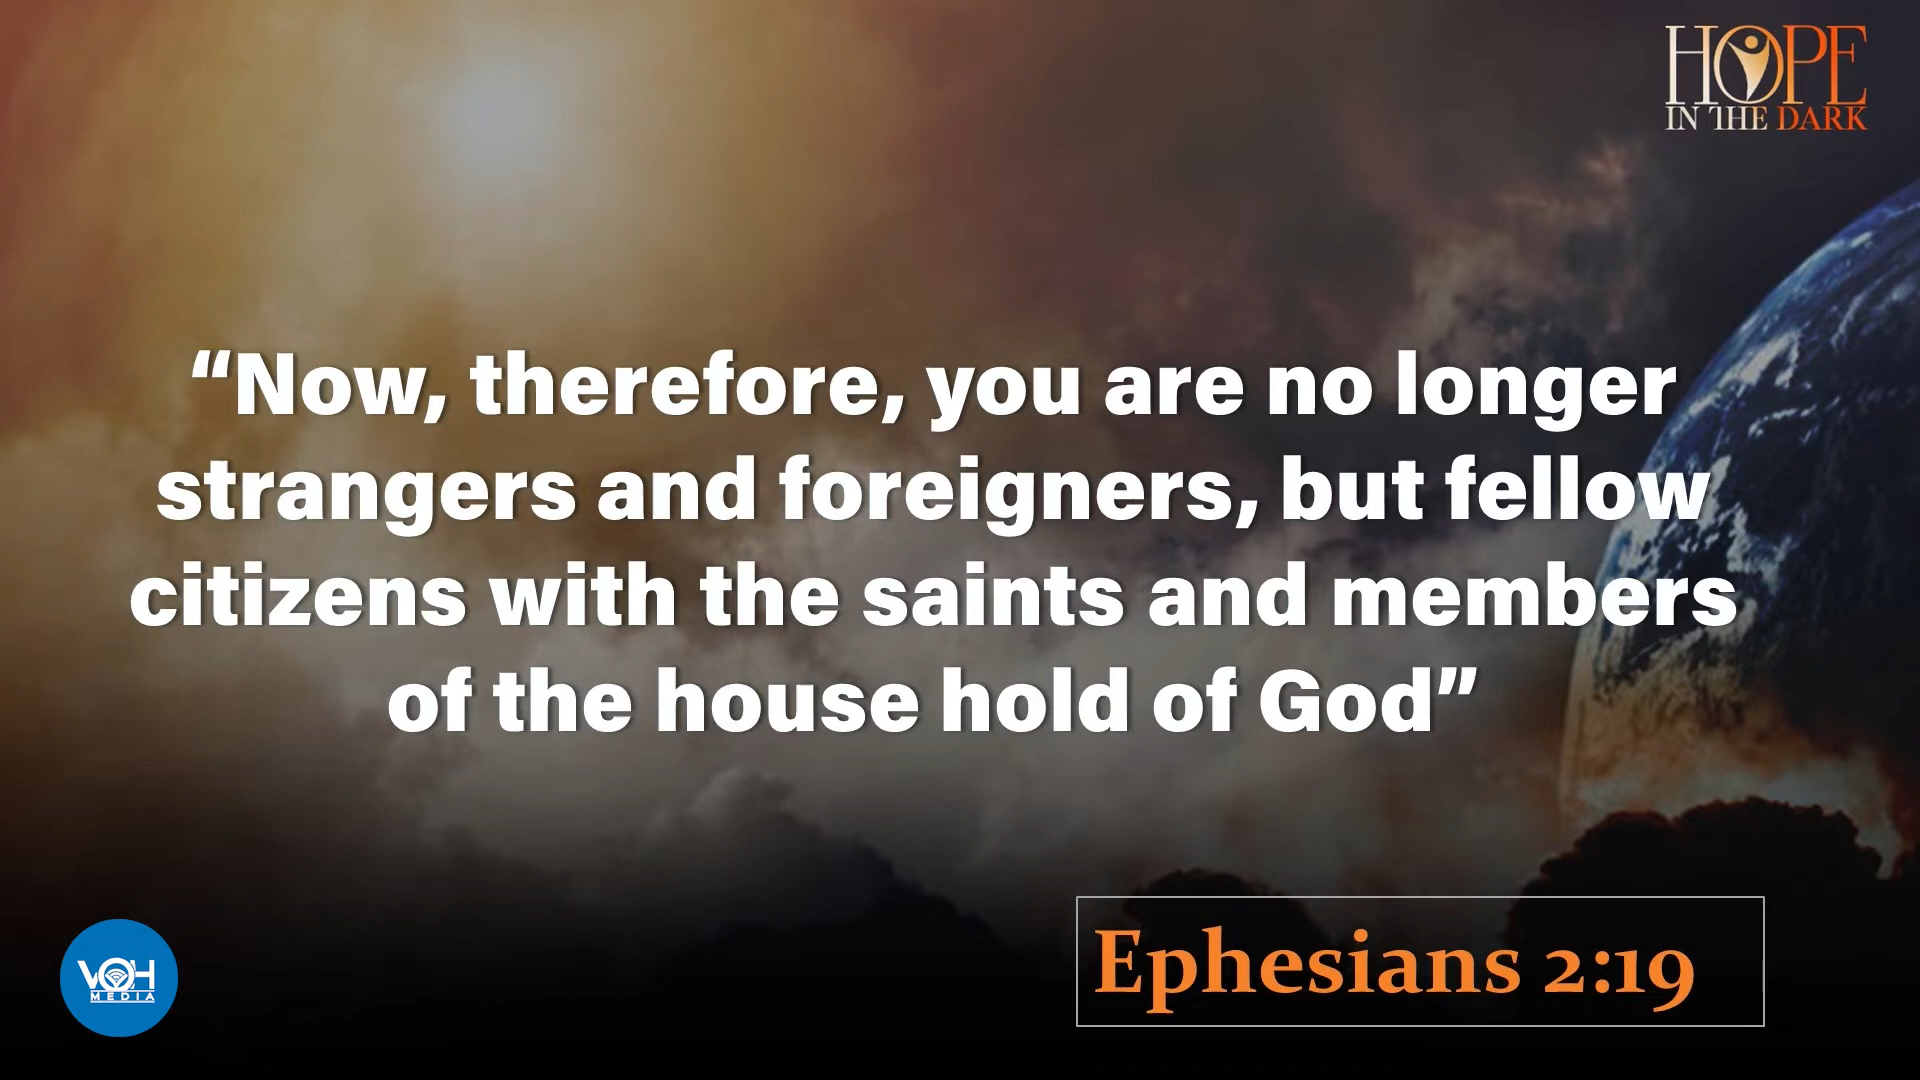 HOPE
IN THE DARK
“Now, therefore, you are no longer
strangers and foreigners, but fellow
citizens with the saints and members
of the house hold of God”
Ephesians 2:19
VOH
MEDIA